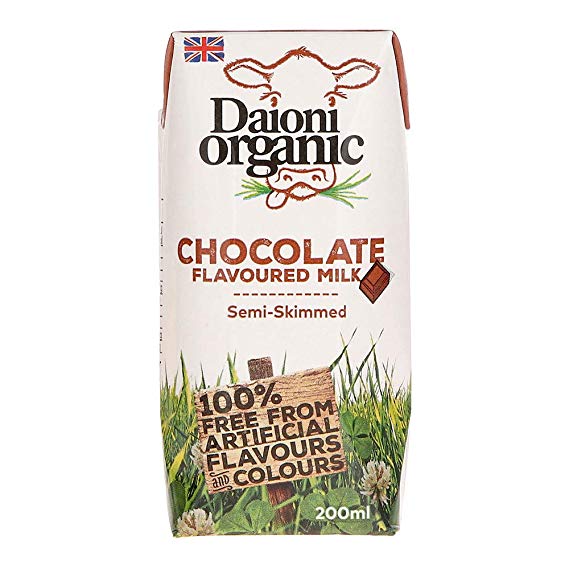 Daioni
organic
CHOCOLATE
FLAVOURED MILK
Semi-Skimmed
100%
FREE FROM
ARTIFICIAL
FLAVOURS
and COLOURS
200ml